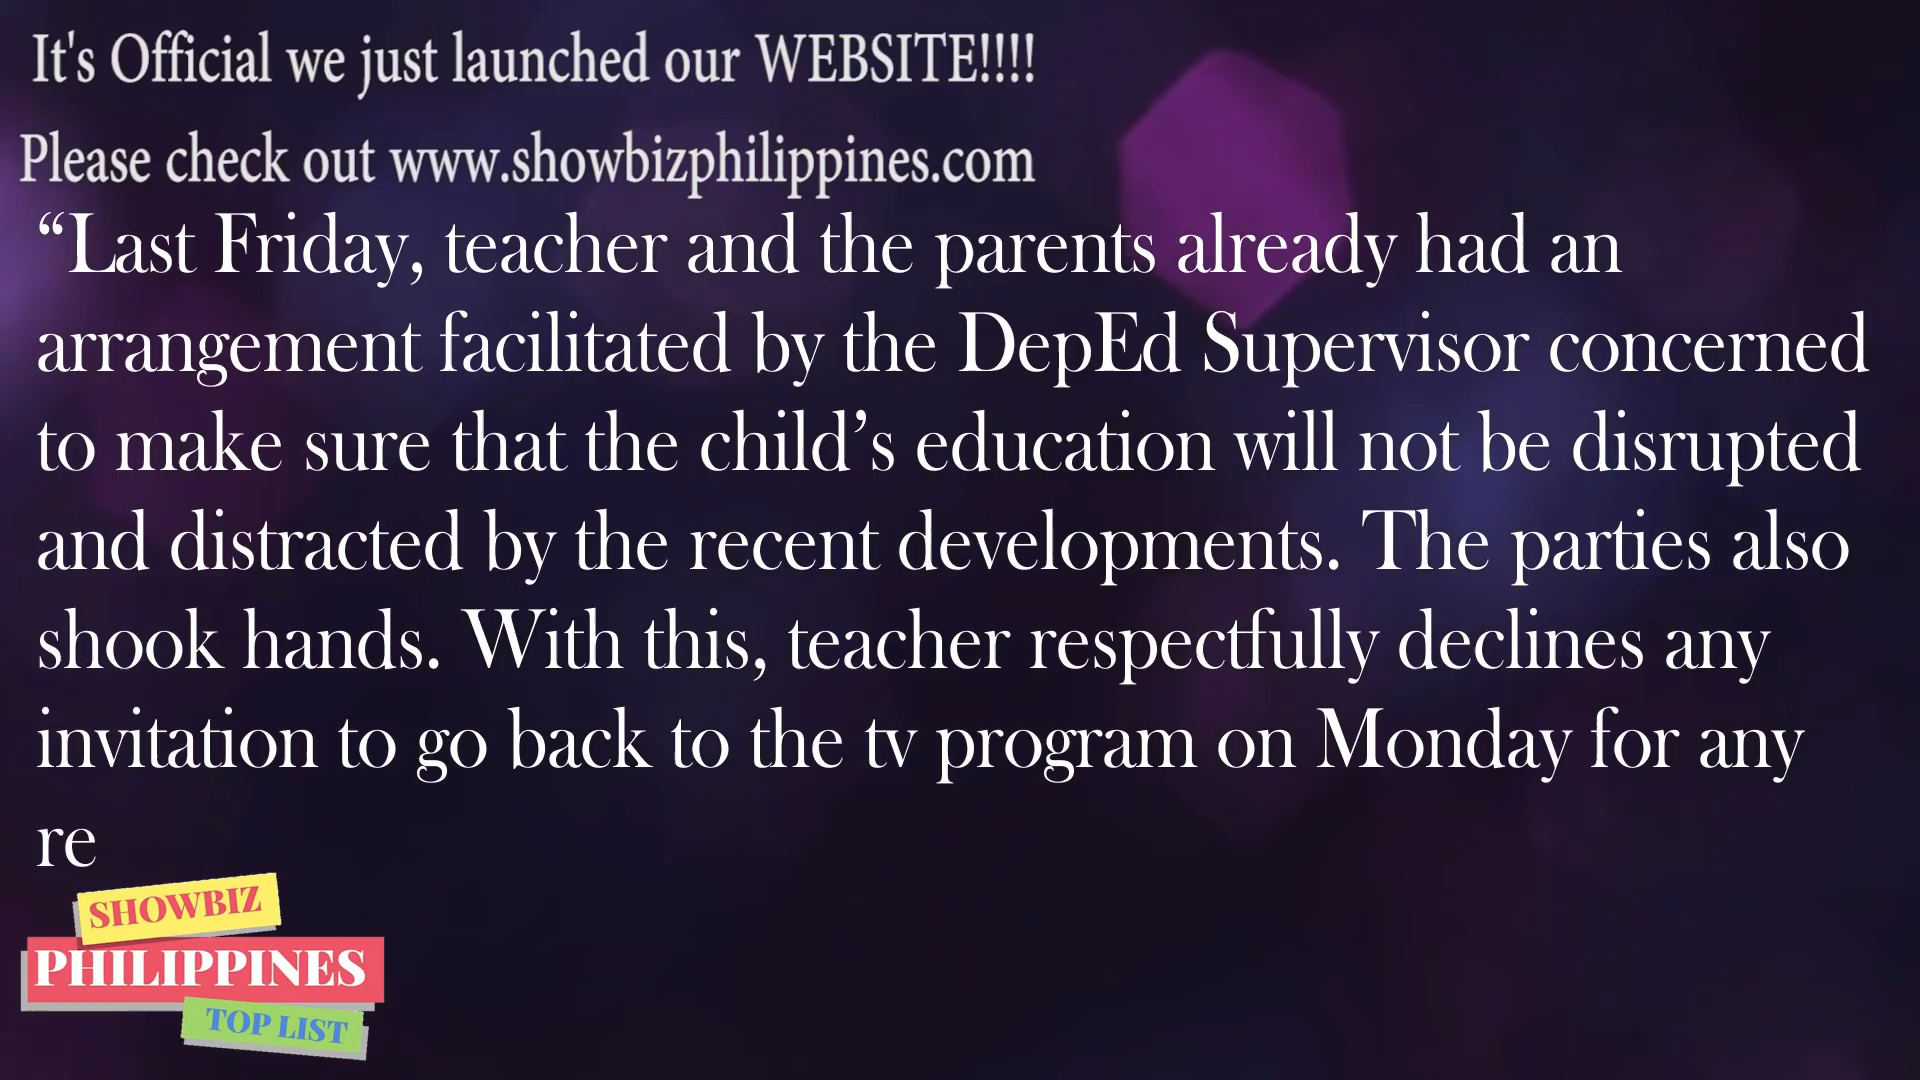 It's Official we just launched our WEBSITE!!!!
Please check out www.showbizphilippines.com
“Last Friday, teacher and the parents already had an
arrangement facilitated by the DepEd Supervisor concerned
to make sure that the child’s education will not be disrupted
and distracted by the recent developments. The parties also
shook hands. With this, teacher respectfully declines any
invitation to go back to the tv program on Monday for any
re
SHOWBIZ
PHILIPPINES
TOP LIST